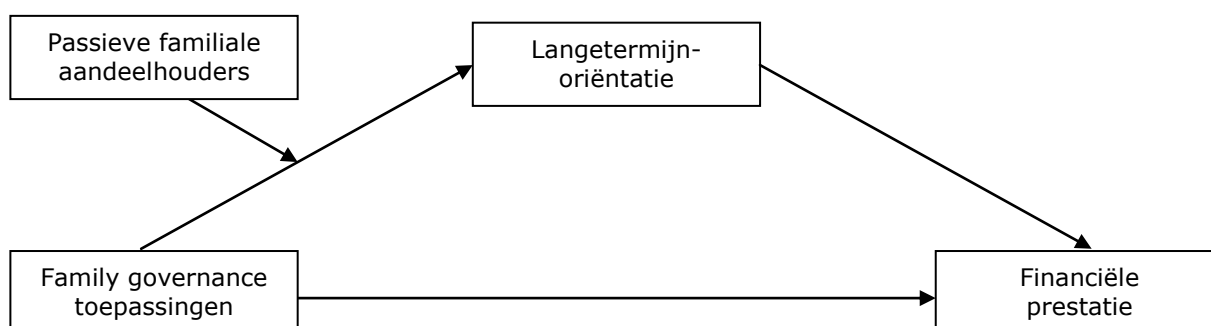 Passieve familiale
aandeelhouders
Langetermijn-
oriëntatie
Family governance
toepassingen
Financiële
prestatie